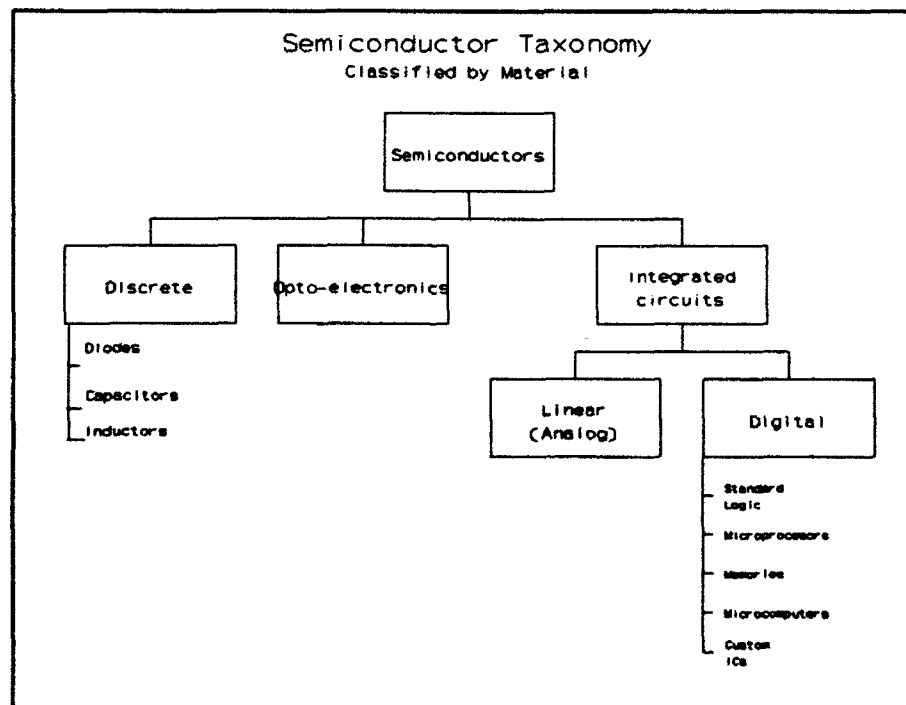 Semiconductor Taxonomy
Classified by Material
Semiconductors
Discrete
Opto-electronics
Integrated
circuits
Diodes
Capacitors
Inductors
Linear
(Analog)
Digital
Standard
Logic
Microprocessors
Memories
Microcomputers
Custom
ICs